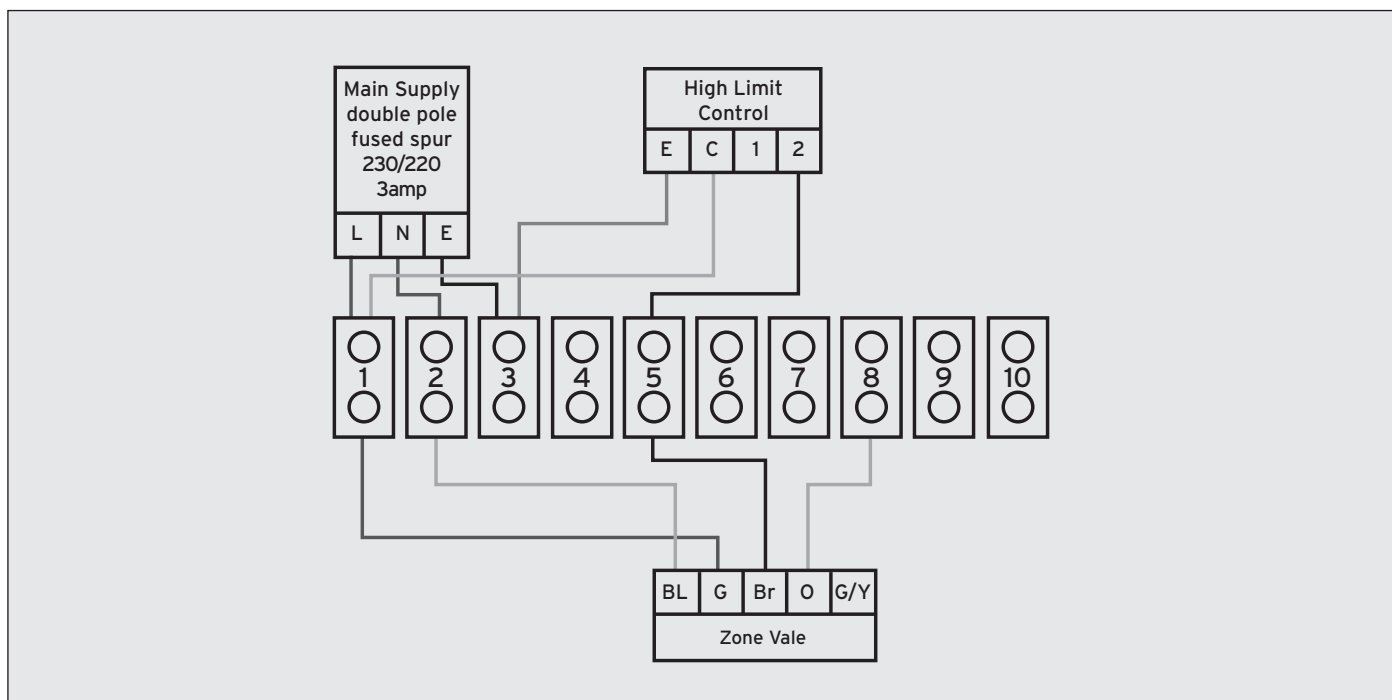 Main Supply
double pole
fused spur
230/220
3amp
L N E
High Limit
Control
E C 1 2
1 2 3 4 5 6 7 8 9 10
BL G Br O G/Y
Zone Vale